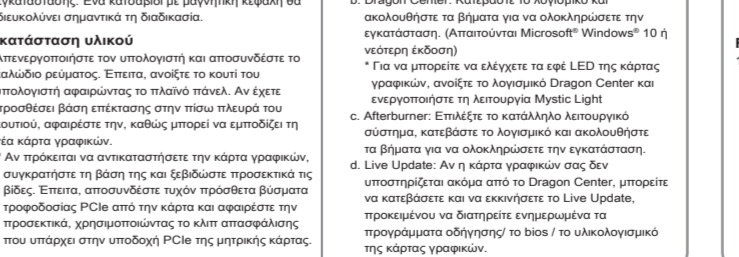 εγκατάστασης. Ένα κατσαβίδι με μαγνητική κεφαλή θα
διευκολύνει σημαντικά τη διαδικασία.
κατάσταση υλικού
Απενεργοποιήστε τον υπολογιστή και αποσυνδέστε το
καλώδιο ρεύματος. Έπειτα, ανοίξτε το κουτί του
υπολογιστή αφαιρώντας το πλαϊνό πάνελ. Αν έχετε
προσθέσει βάση επέκτασης στην πίσω πλευρά του
κουτιού, αφαιρέστε την, καθώς μπορεί να εμποδίζει τη
νέα κάρτα γραφικών.
* Αν πρόκειται να αντικαταστήσετε την κάρτα γραφικών,
συγκρατήστε τη βάση της και ξεβιδώστε προσεκτικά τις
βίδες. Έπειτα, αποσυνδέστε τυχόν πρόσθετα βύσματα
τροφοδοσίας PCIe από την κάρτα και αφαιρέστε την
προσεκτικά, χρησιμοποιώντας το κλιπ απασφάλισης
που υπάρχει στην υποδοχή PCIe της μητρικής κάρτας.
b. Dragon Center: Κατεβάστε το λογισμικό και
ακολουθήστε τα βήματα για να ολοκληρώσετε την
εγκατάσταση. (Απαιτούνται Microsoft® Windows® 10 ή
νεότερη έκδοση)
* Για να μπορείτε να ελέγχετε τα εφέ LED της κάρτας
γραφικών, ανοίξτε το λογισμικό Dragon Center και
ενεργοποιήστε τη λειτουργία Mystic Light
c. Afterburner: Επιλέξτε το κατάλληλο λειτουργικό
σύστημα, κατεβάστε το λογισμικό και ακολουθήστε
τα βήματα για να ολοκληρώσετε την εγκατάσταση.
d. Live Update: Αν η κάρτα γραφικών σας δεν
υποστηρίζεται ακόμα από το Dragon Center, μπορείτε
να κατεβάσετε και να εκκινήσετε το Live Update,
προκειμένου να διατηρείτε ενημερωμένα τα
προγράμματα οδήγησης/ το bios / το υλικολογισμικό
της κάρτας γραφικών.